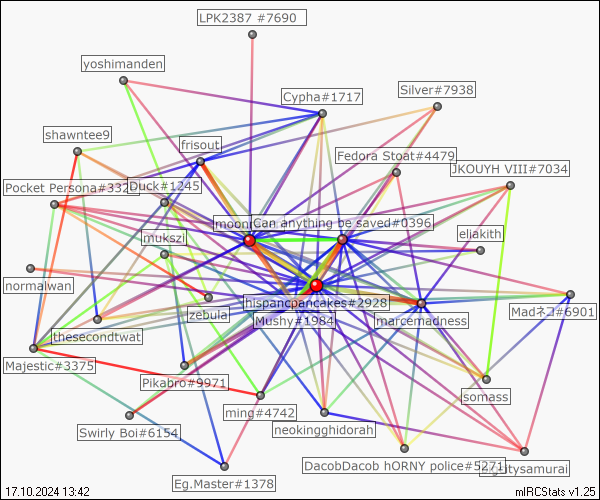 LPK2387 #7690
yoshimanden
Silver#7938
Cypha#1717
shawntee9
frisout
Fedora Stoat#4479
JKOUYH VIII#7034
Pocket Persona#332
Duck#1245
moon
Can anything be saved#0396
mukszi
eliakith
normalwan
hispancpancakes#2928
Madネコ#6901
zebula
Mushy#1984
marcemadness
thesecondtwat
Majestic#3375
Pikabro#9971
somass
ming#4742
Swirly Boi#6154
neokingghidorah
DacobDacob hORNY police#5271
tysamurai
Eg.Master#1378
17.10.2024 13:42
mIRCStats v1.25